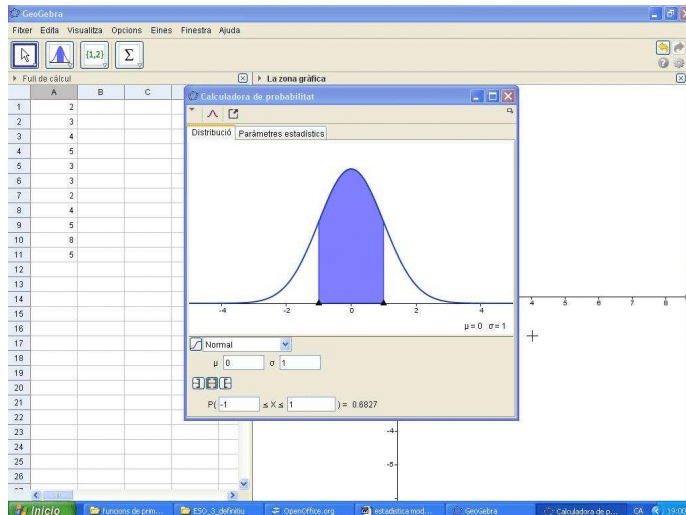 GeoGebra
Fitxer Edita Visualitza Opcions Eines Finestra Ajuda
{1,2} Σ
Full de càlcul
La zona gràfica
A B C
1 2
2 3
3 4
4 5
5 3
6 3
7 2
8 4
9 5
10 8
11 5
12
13
14
15
16
17
18
19
20
21
22
23
24
25
26
Calculadora de probabilitat
Distribució Paràmetres estadístics
-4 -2 0 2 4
μ = 0 σ = 1
Normal
μ 0 σ 1
P( -1 ≤ X ≤ 1 ) = 0.6827
4 5 6 7 8
-4
-5
Inicio funcions de prim... ESO_3_definitiu OpenOffice.org estadistica mod... GeoGebra Calculadora de p... CA 19:00